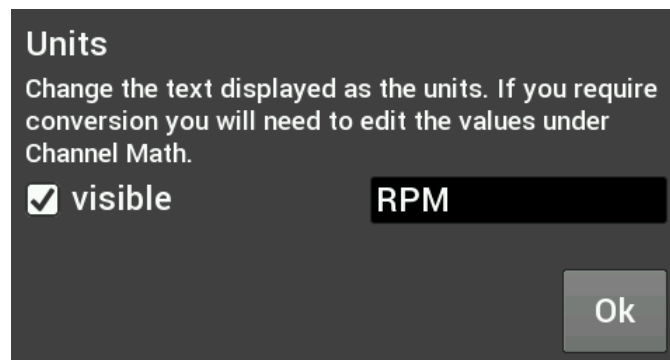 Units
Change the text displayed as the units. If you require
conversion you will need to edit the values under
Channel Math.
visible
RPM
Ok